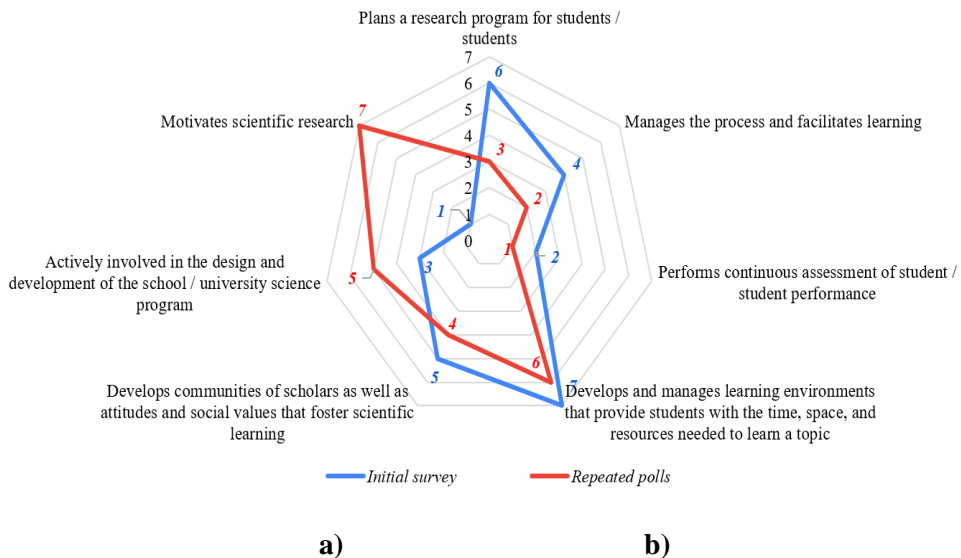 Plans a research program for students /
students
7
6
5
4
3
2
1
0
6
4
2
7
5
3
1
3
2
1
6
4
5
7
Manages the process and facilitates learning
Performs continuous assessment of student /
student performance
Develops and manages learning environments
that provide students with the time, space, and
resources needed to learn a topic
Develops communities of scholars as well as
attitudes and social values that foster scientific
learning
Actively involved in the design and
development of the school / university science
program
Motivates scientific research
Initial survey
Repeated polls
a)
b)